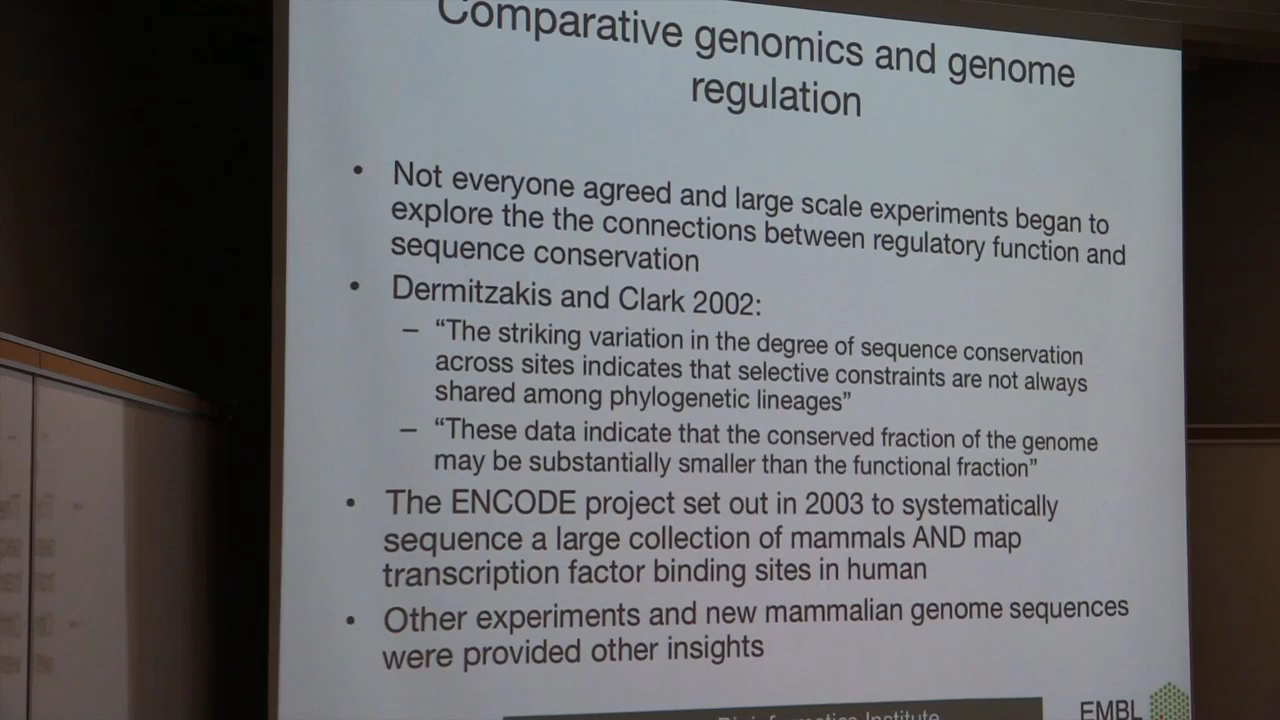 Comparative genomics and genome
regulation
• Not everyone agreed and large scale experiments began to
explore the the connections between regulatory function and
sequence conservation
• Dermitzakis and Clark 2002:
– “The striking variation in the degree of sequence conservation
across sites indicates that selective constraints are not always
shared among phylogenetic lineages”
– “These data indicate that the conserved fraction of the genome
may be substantially smaller than the functional fraction”
• The ENCODE project set out in 2003 to systematically
sequence a large collection of mammals AND map
transcription factor binding sites in human
• Other experiments and new mammalian genome sequences
were provided other insights
Institute
EMBL